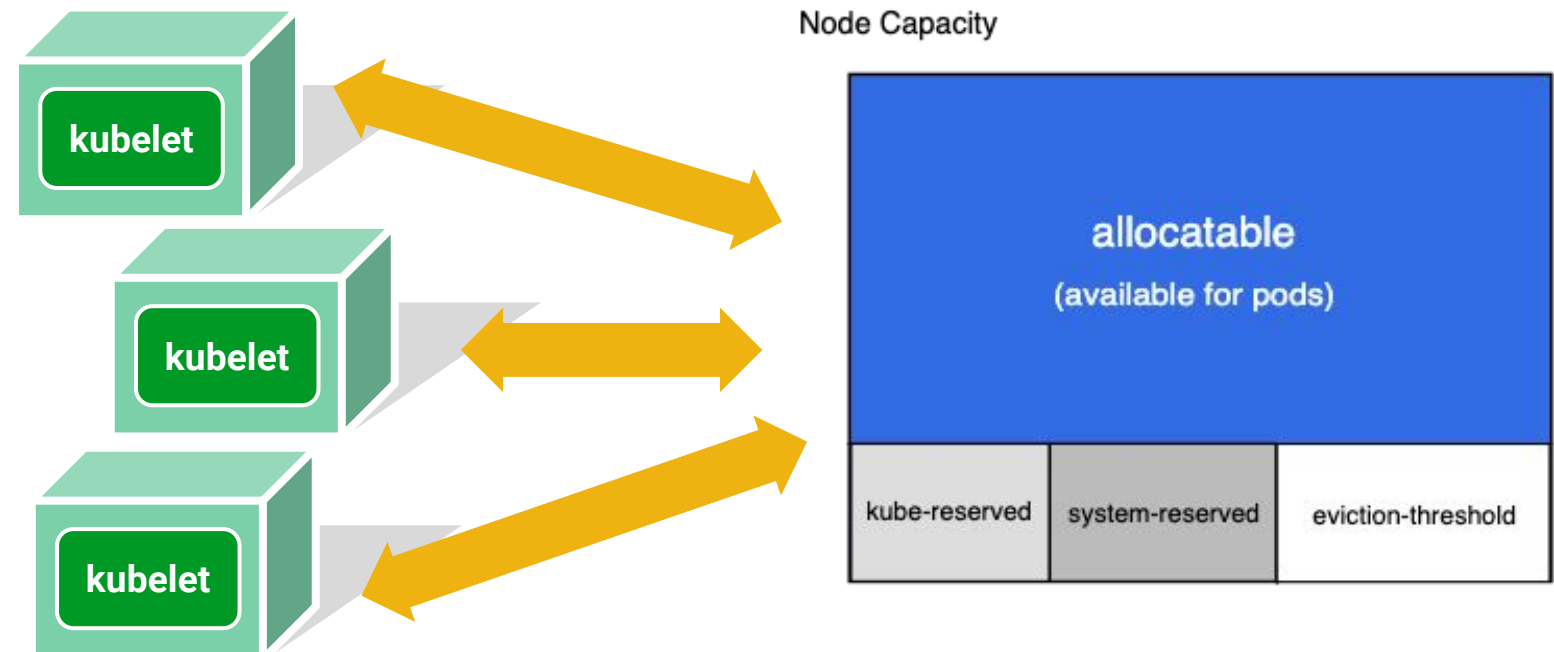 Node Capacity
kubelet
kubelet
kubelet
allocatable
(available for pods)
kube-reserved
system-reserved
eviction-threshold